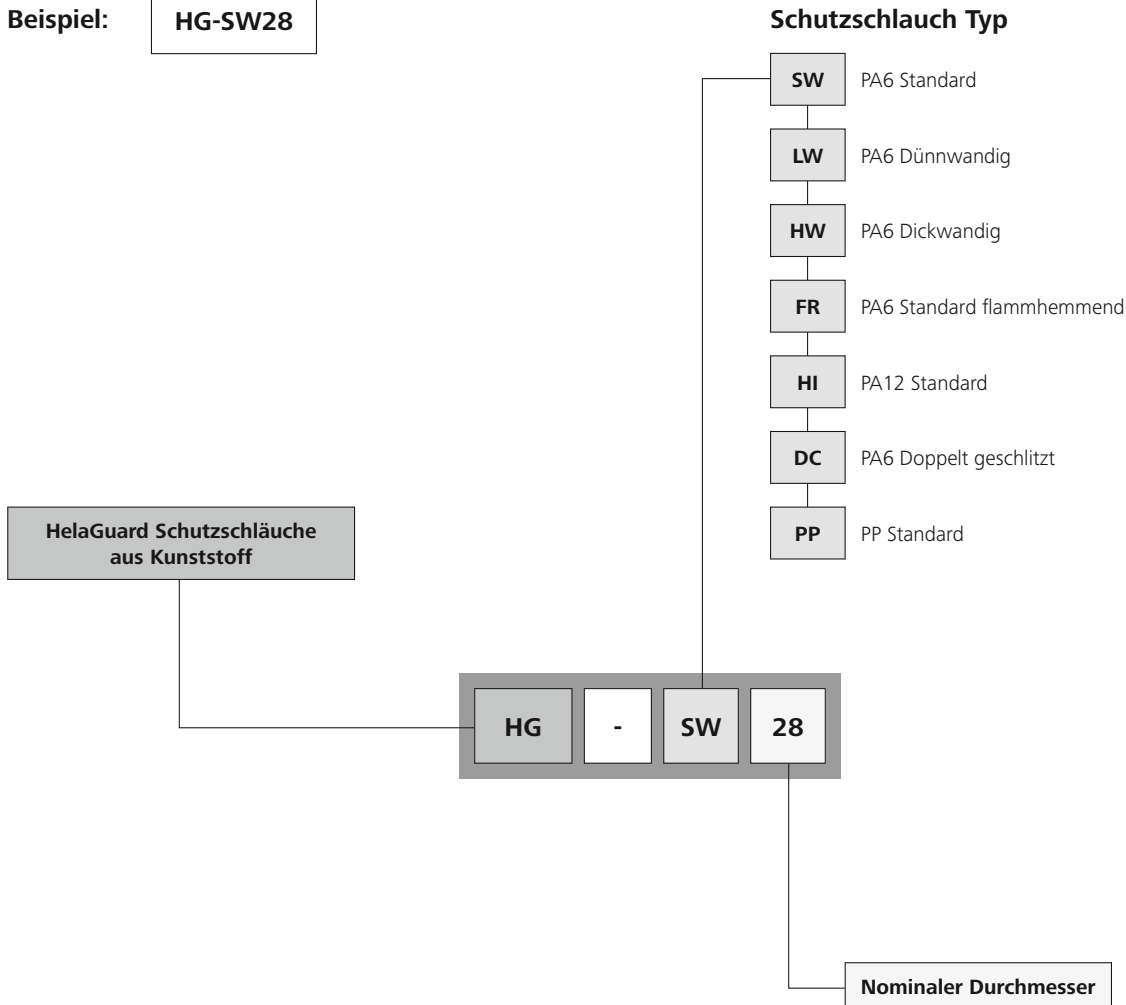 Beispiel:
HG-SW28
Schutzschlauch Typ
SW PA6 Standard
LW PA6 Dünnwandig
HW PA6 Dickwandig
FR PA6 Standard flammhemmend
HI PA12 Standard
DC PA6 Doppelt geschlitzt
PP PP Standard
HelaGuard Schutzschläuche
aus Kunststoff
HG - SW 28
Nominaler Durchmesser